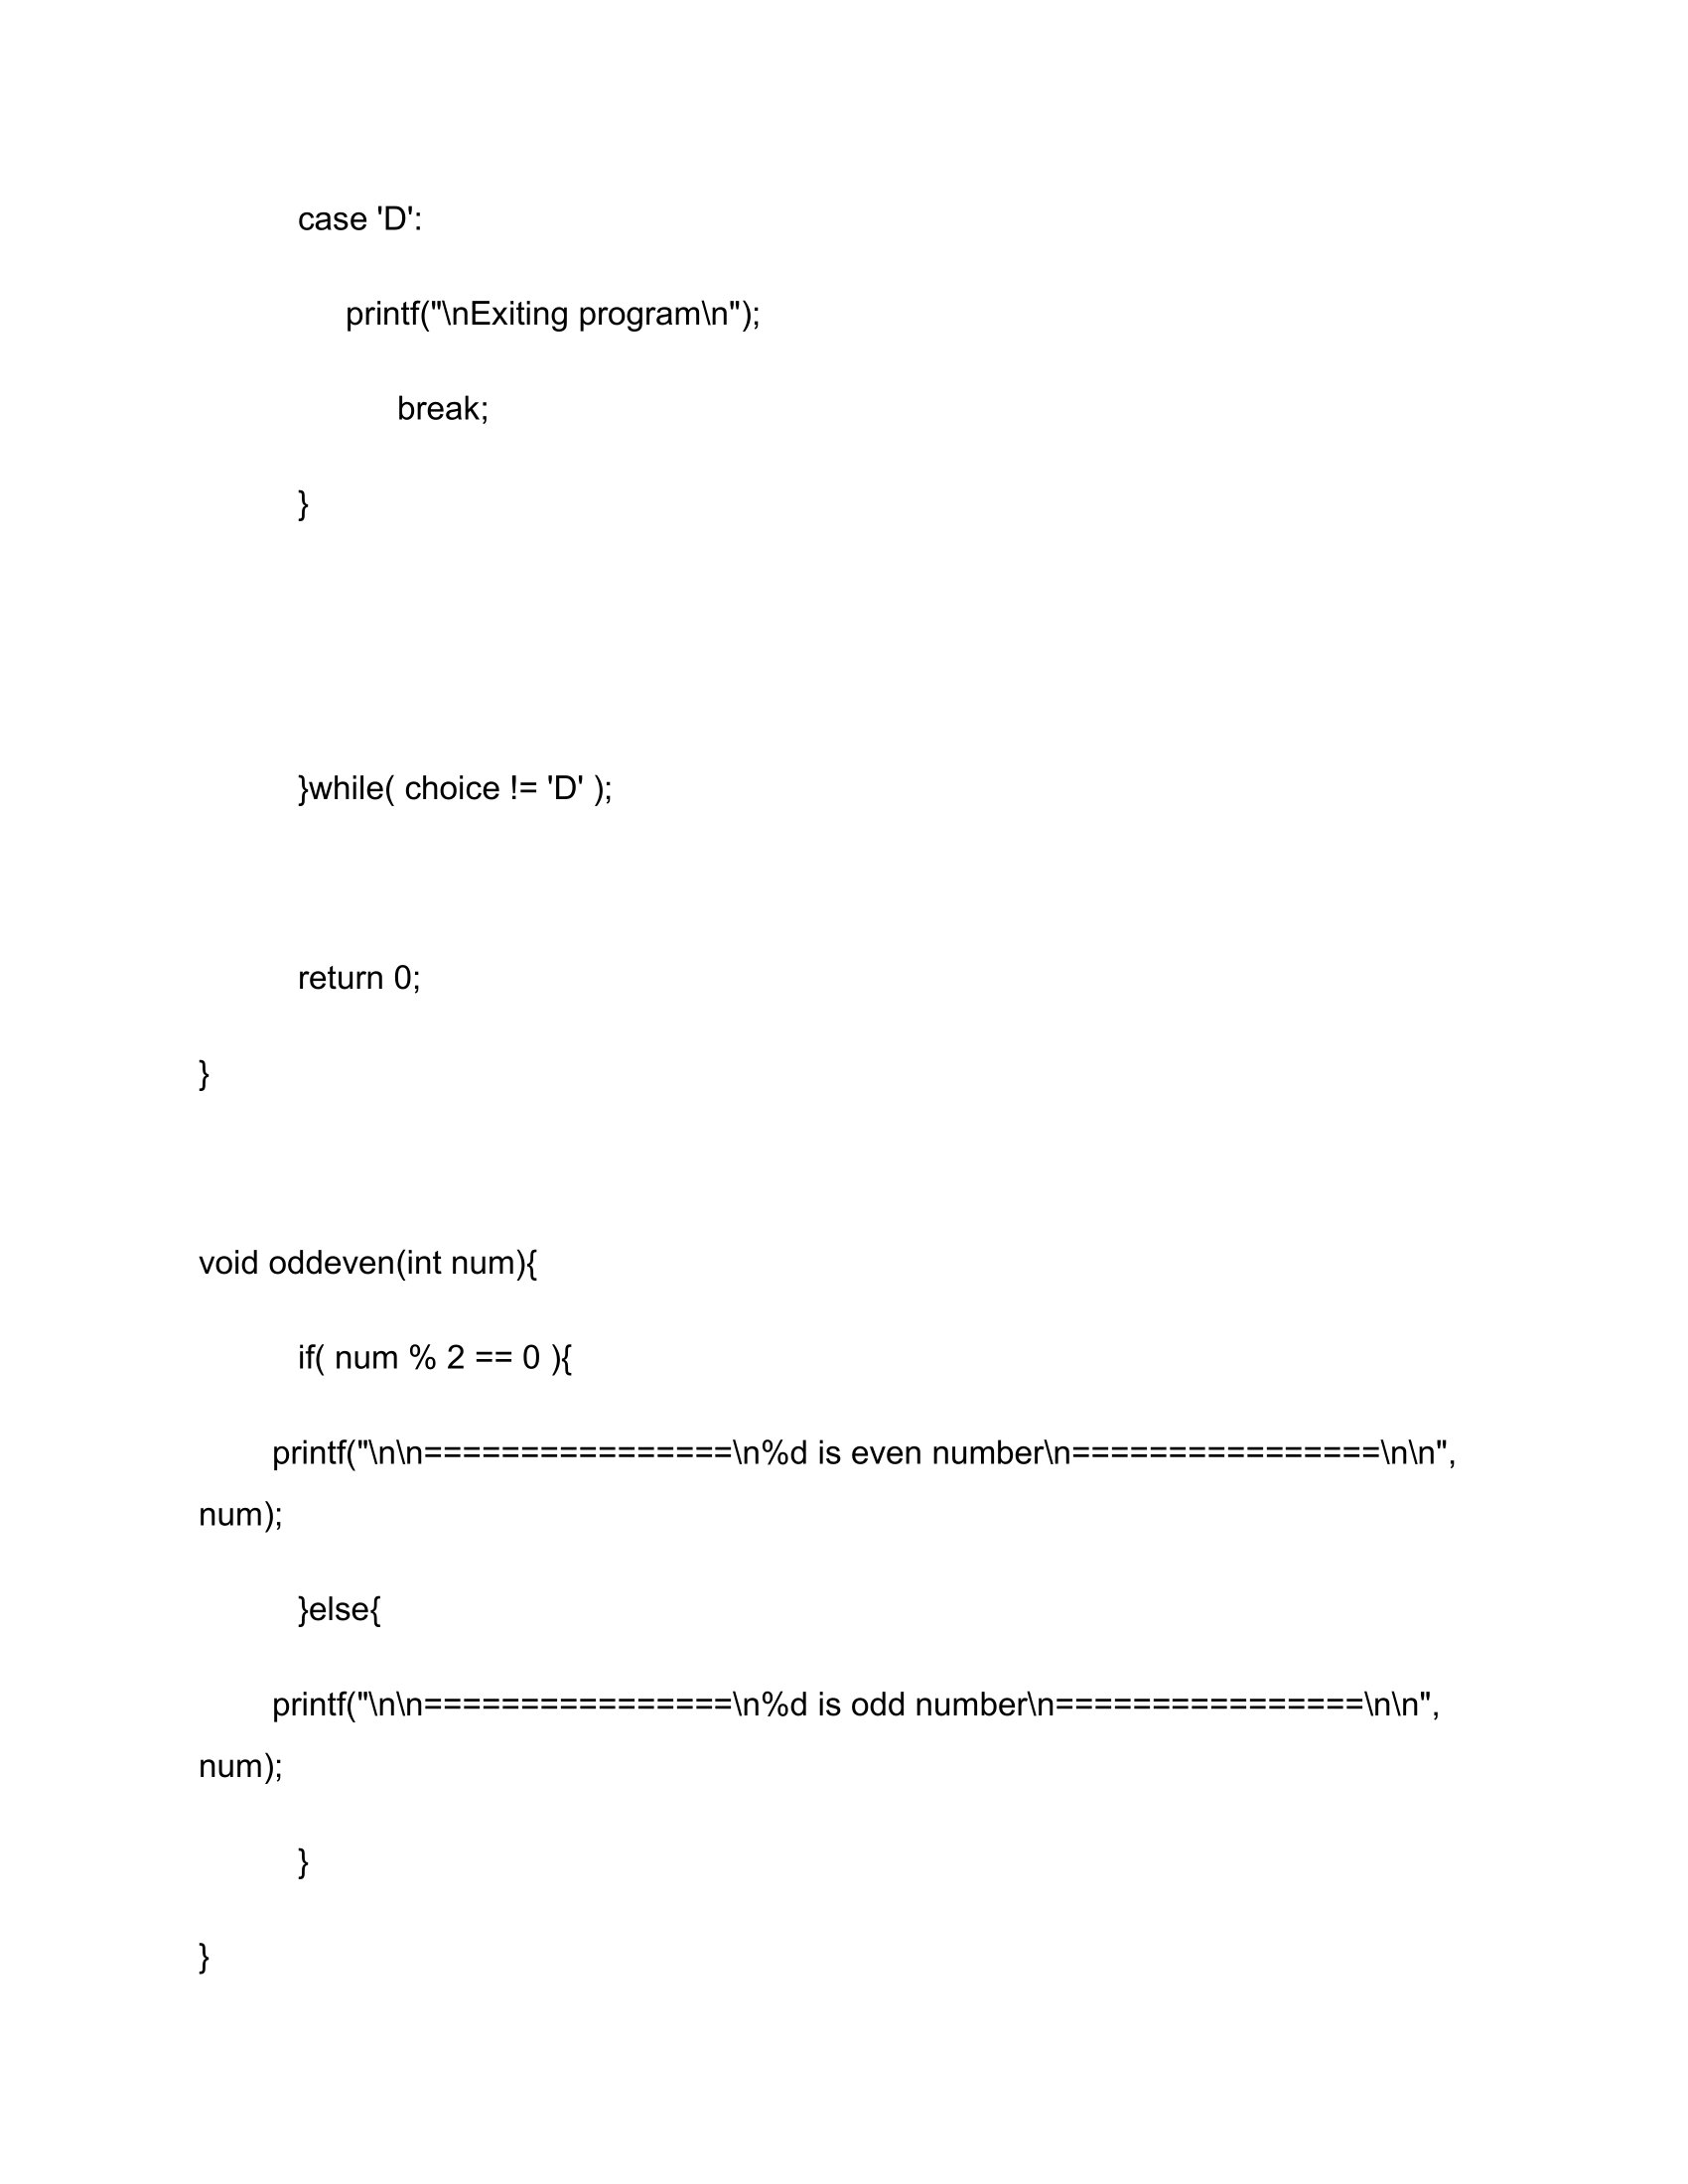 case 'D':
printf("\nExiting program\n");
break;
}
}while( choice != 'D' );
return 0;
}
void oddeven(int num){
if( num % 2 == 0 ){
printf("\n\n================\n%d is even number\n================\n\n",
num);
}else{
printf("\n\n================\n%d is odd number\n================\n\n",
num);
}
}